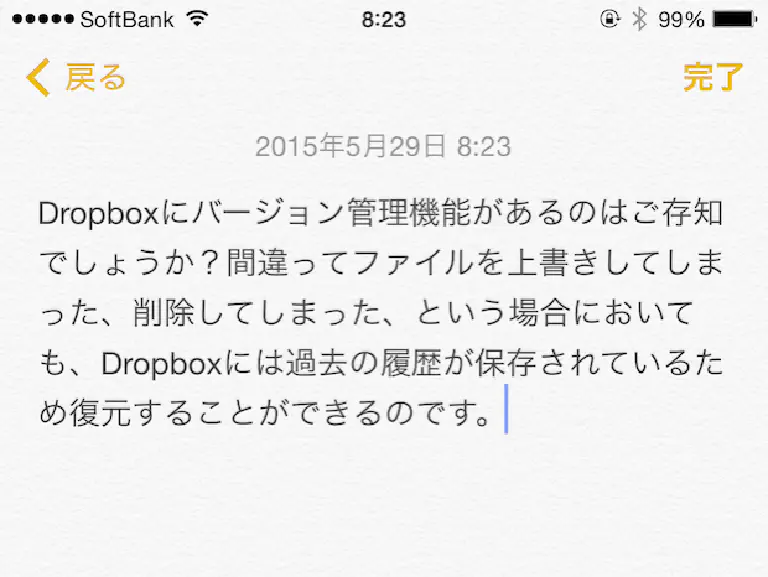 SoftBank 8:23 99%
戻る 完了
2015年5月29日 8:23
Dropboxにバージョン管理機能があるのはご存知
でしょうか？間違ってファイルを上書きしてしま
った、削除してしまった、という場合において
も、Dropboxには過去の履歴が保存されているた
め復元することができるのです。